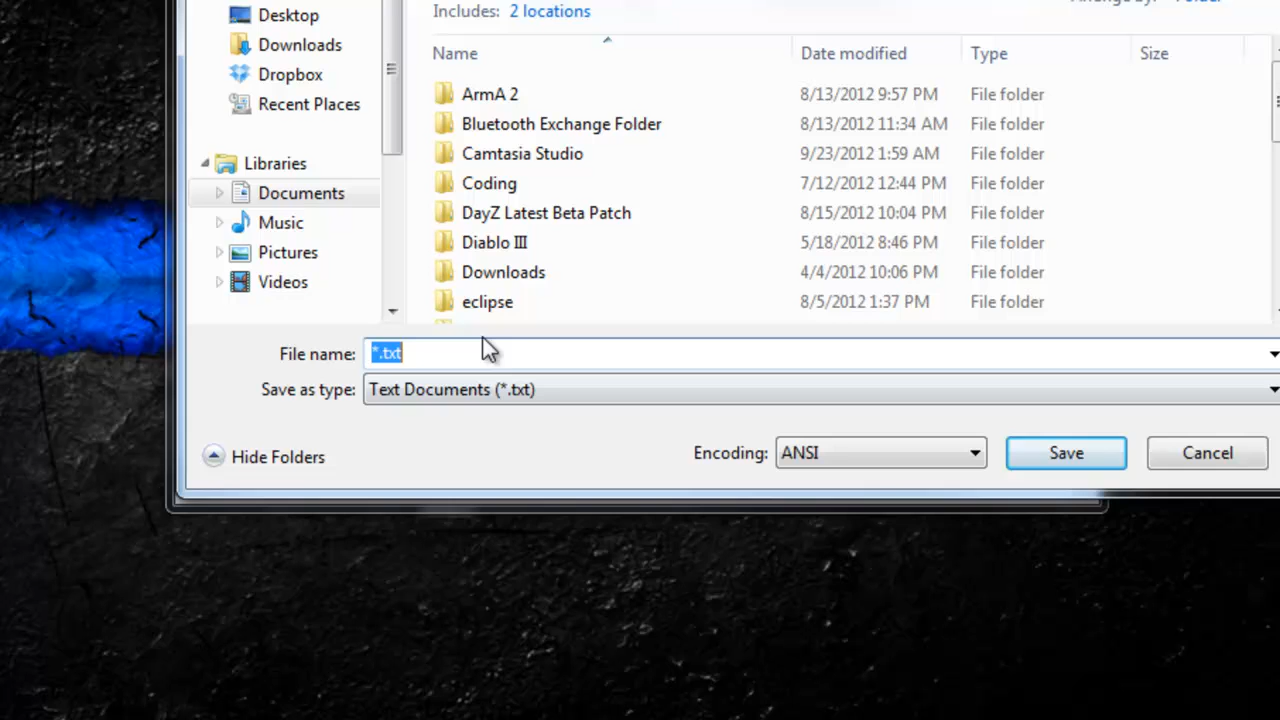 Desktop
Downloads
Dropbox
Recent Places
Libraries
Documents
Music
Pictures
Videos
Includes: 2 locations
Name Date modified Type Size
ArmA 2 8/13/2012 9:57 PM File folder
Bluetooth Exchange Folder 8/13/2012 11:34 AM File folder
Camtasia Studio 9/23/2012 1:59 AM File folder
Coding 7/12/2012 12:44 PM File folder
DayZ Latest Beta Patch 8/15/2012 10:04 PM File folder
Diablo III 5/18/2012 8:46 PM File folder
Downloads 4/4/2012 10:06 PM File folder
eclipse 8/5/2012 1:37 PM File folder
File name: *.txt
Save as type: Text Documents (*.txt)
Hide Folders Encoding: ANSI Save Cancel